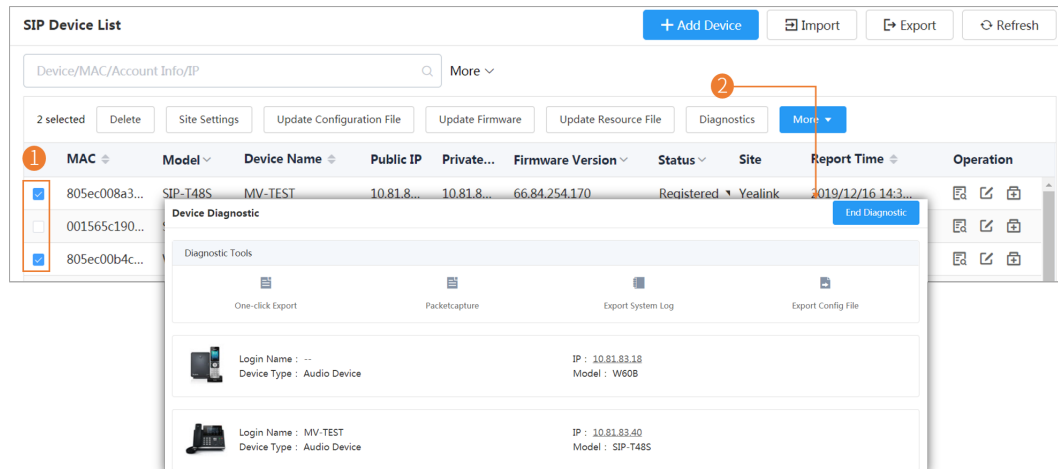 SIP Device List
+ Add Device
Import
Export
Refresh
Device/MAC/Account Info/IP
More
2
2 selected
Delete
Site Settings
Update Configuration File
Update Firmware
Update Resource File
Diagnostics
More
1
MAC Model Device Name Public IP Private... Firmware Version Status Site Report Time Operation
805ec008a3... SIP-T48S MV-TEST 10.81.8... 10.81.8... 66.84.254.170 Registered Yealink 2019/12/16 14:3...
001565c190...
805ec00b4c...
Device Diagnostic
End Diagnostic
Diagnostic Tools
One-click Export
Packetcapture
Export System Log
Export Config File
Login Name : --
IP : 10.81.83.18
Device Type : Audio Device
Model : W60B
Login Name : MV-TEST
IP : 10.81.83.40
Device Type : Audio Device
Model : SIP-T48S